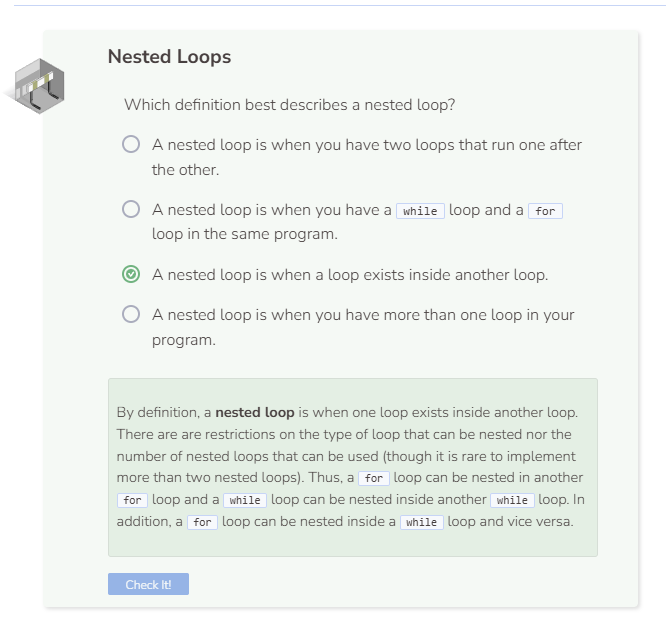 Nested Loops
Which definition best describes a nested loop?
A nested loop is when you have two loops that run one after
the other.
A nested loop is when you have a while loop and a for
loop in the same program.
A nested loop is when a loop exists inside another loop.
A nested loop is when you have more than one loop in your
program.
By definition, a nested loop is when one loop exists inside another loop.
There are are restrictions on the type of loop that can be nested nor the
number of nested loops that can be used (though it is rare to implement
more than two nested loops). Thus, a for loop can be nested in another
for loop and a while loop can be nested inside another while loop. In
addition, a for loop can be nested inside a while loop and vice versa.
Check It!